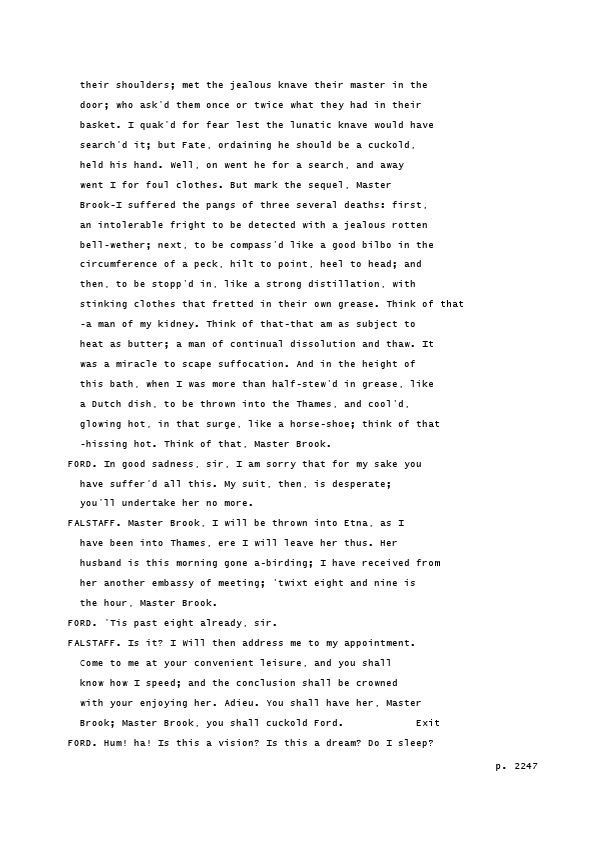 their shoulders; met the jealous knave their master in the
door; who ask'd them once or twice what they had in their
basket. I quak'd for fear lest the lunatic knave would have
search'd it; but Fate, ordaining he should be a cuckold,
held his hand. Well, on went he for a search, and away
went I for foul clothes. But mark the sequel, Master
Brook-I suffered the pangs of three several deaths: first,
an intolerable fright to be detected with a jealous rotten
bell-wether; next, to be compass'd like a good bilbo in the
circumference of a peck, hilt to point, heel to head; and
then, to be stopp'd in, like a strong distillation, with
stinking clothes that fretted in their own grease. Think of that
-a man of my kidney. Think of that-that am as subject to
heat as butter; a man of continual dissolution and thaw. It
was a miracle to scape suffocation. And in the height of
this bath, when I was more than half-stew'd in grease, like
a Dutch dish, to be thrown into the Thames, and cool'd,
glowing hot, in that surge, like a horse-shoe; think of that
-hissing hot. Think of that, Master Brook.
FORD. In good sadness, sir, I am sorry that for my sake you
have suffer'd all this. My suit, then, is desperate;
you'll undertake her no more.
FALSTAFF. Master Brook, I will be thrown into Etna, as I
have been into Thames, ere I will leave her thus. Her
husband is this morning gone a-birding; I have received from
her another embassy of meeting; 'twixt eight and nine is
the hour, Master Brook.
FORD. 'Tis past eight already, sir.
FALSTAFF. Is it? I Will then address me to my appointment.
Come to me at your convenient leisure, and you shall
know how I speed; and the conclusion shall be crowned
with your enjoying her. Adieu. You shall have her, Master
Brook; Master Brook, you shall cuckold Ford. Exit
FORD. Hum! ha! Is this a vision? Is this a dream? Do I sleep?
p. 2247